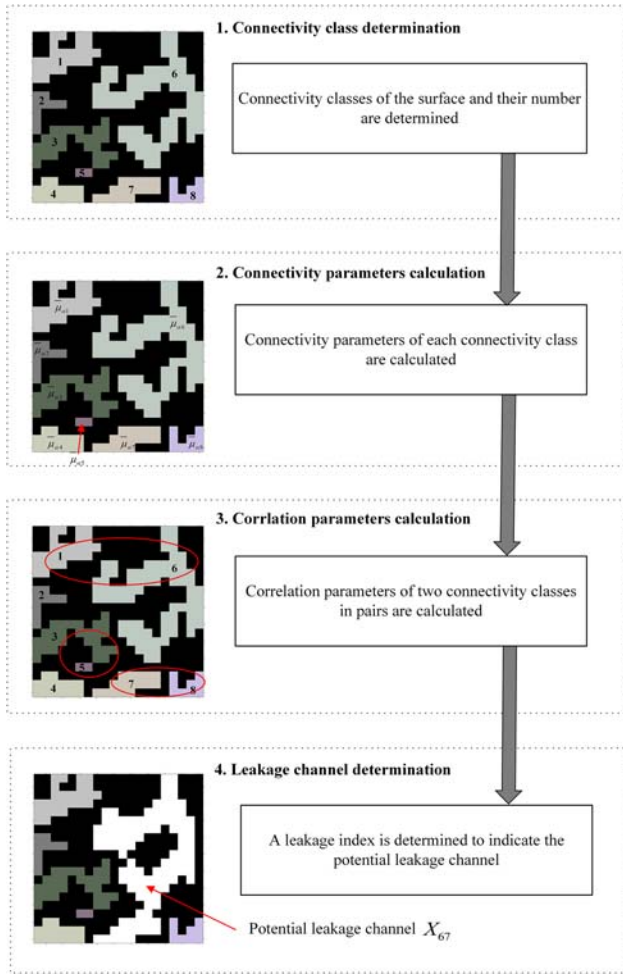 1. Connectivity class determination
1
6
2
3
5
4
7
8
Connectivity classes of the surface and their number
are determined
2. Connectivity parameters calculation
Connectivity parameters of each connectivity class
are calculated
3. Corrlation parameters calculation
1
6
2
3
5
4
7
8
Correlation parameters of two connectivity classes
in pairs are calculated
4. Leakage channel determination
A leakage index is determined to indicate the
potential leakage channel
Potential leakage channel X₆₇